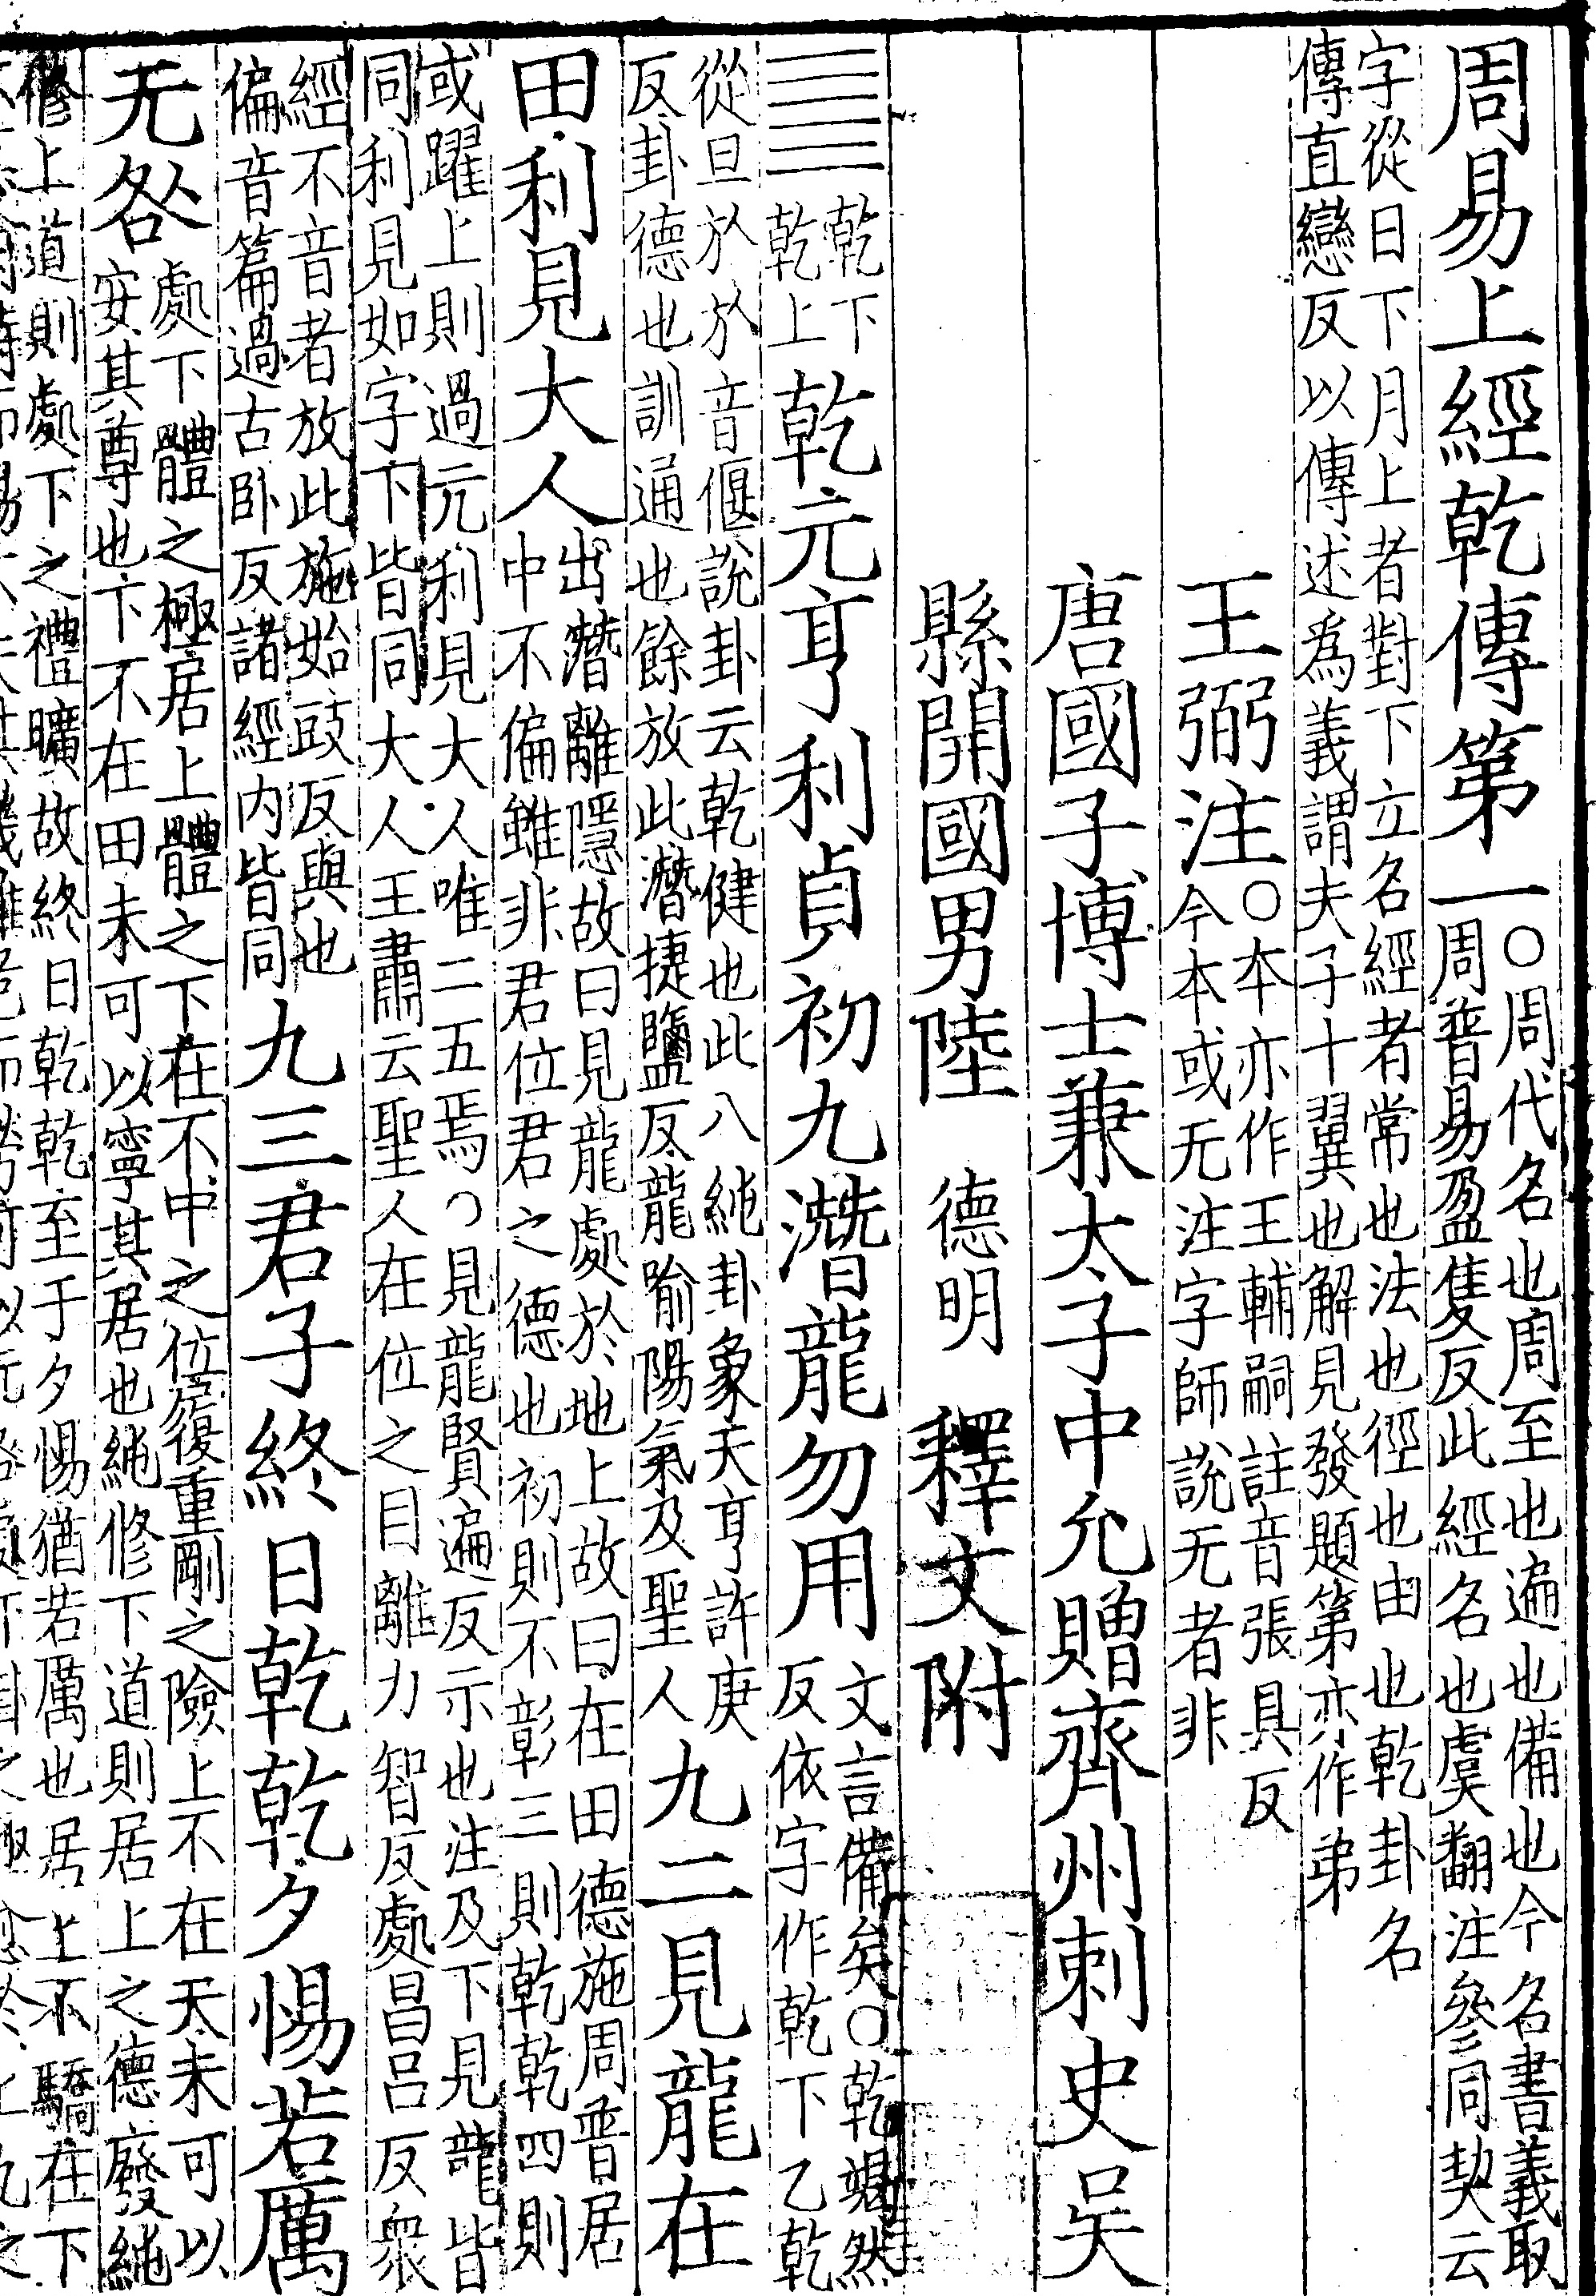 周易上經乾傳第一○周代名也周至也遍也備也今名書義取
周普易盈隻反此經名也虞翻注參同契云
字從日下月上者對下立名經者常也法也徑也由也乾卦名
傳直戀反以傳述為義謂夫子十翼也解見發題第亦作弟
王弼注○本亦作王輔嗣註音張具反
今本或无注字師說无者非
唐國子博士兼太子中允贈齊州刺史吳
縣開國男陸德明釋文附
䷀乾下
乾上
乾元亨利貞初九潛龍勿用文言備矣○乾竭然
反依字作乾下乙乾
從旦於於音偃說卦云乾健也此八純卦象天亨許庚
反卦德也訓通也餘放此潛捷鹽反龍喻陽氣及聖人
九二見龍在
田利見大人出潛離隱故曰見龍處於地上故曰在田德施周普居
中不偏雖非君位君之德也初則不彰三則乾乾四則
或躍上則過亢利見大人唯二五焉○見龍賢遍反示也注及下見龍皆
同利見如字下皆同大人王肅云聖人在位之目離力智反處昌呂反眾
經不音者放此施始豉反與也
偏音篇過古臥反諸經內皆同
九三君子終日乾乾夕惕若厲
无咎處下體之極居上體之下在不中之位履重剛之險上不在天未可以
安其尊也下不在田未可以寧其居也純修下道則居上之德廢純
修上道則處下之禮曠故終日乾乾至于夕惕猶若厲也居上不驕在下